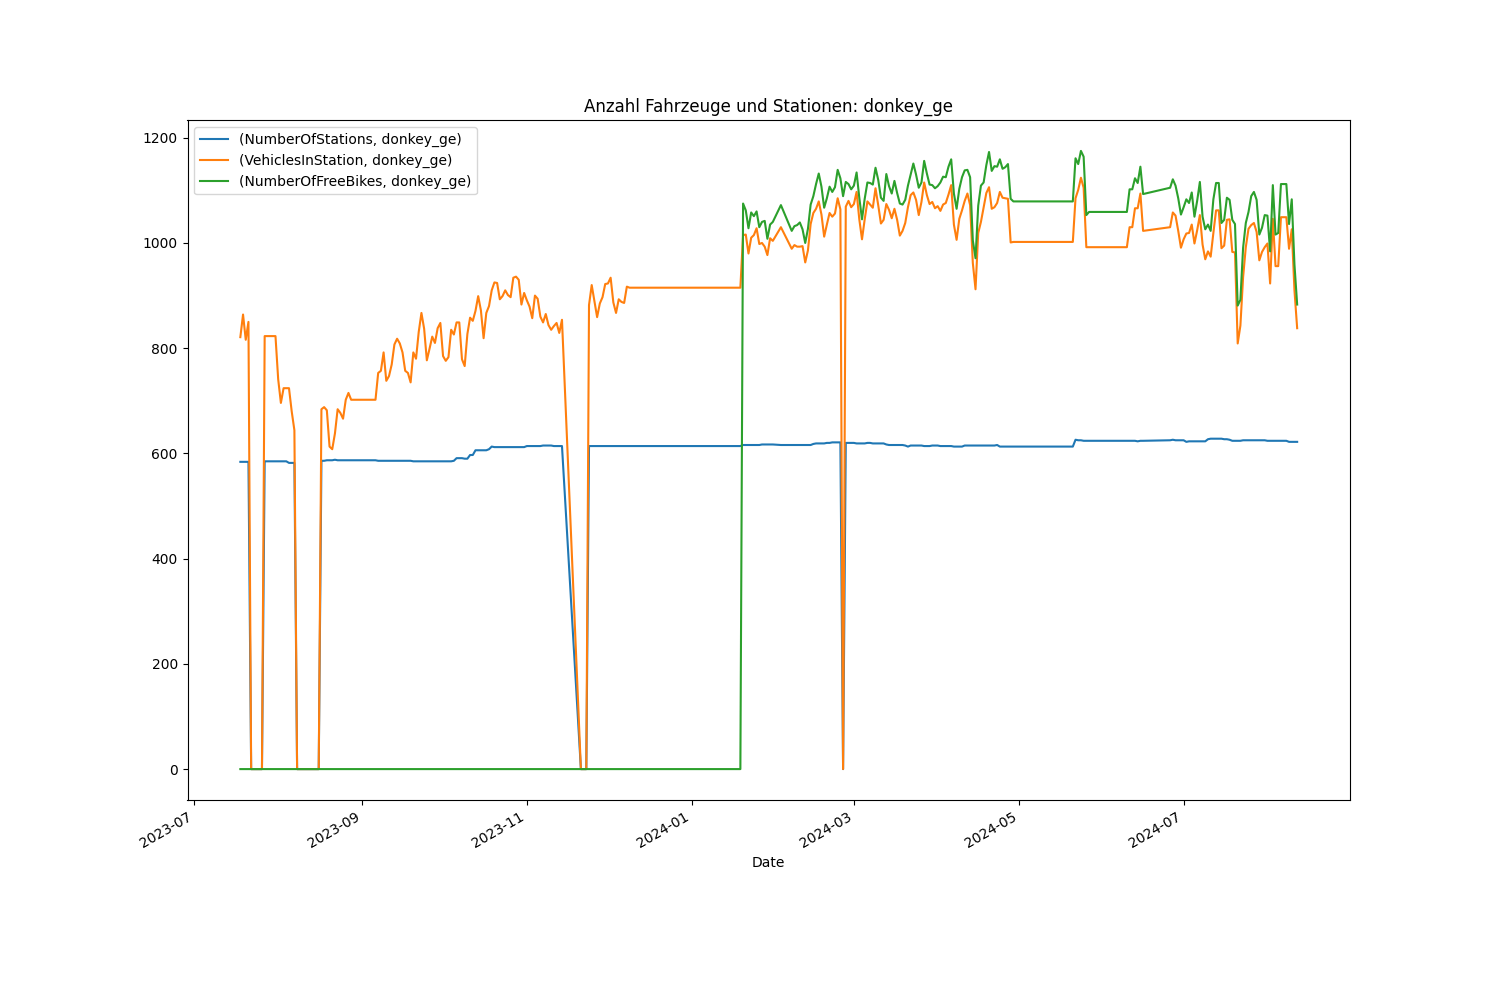 Anzahl Fahrzeuge und Stationen: donkey_ge
(NumberOfStations, donkey_ge)
(VehiclesInStation, donkey_ge)
(NumberOfFreeBikes, donkey_ge)
1200
1000
800
600
400
200
0
2023-07
2023-09
2023-11
2024-01
2024-03
2024-05
2024-07
Date